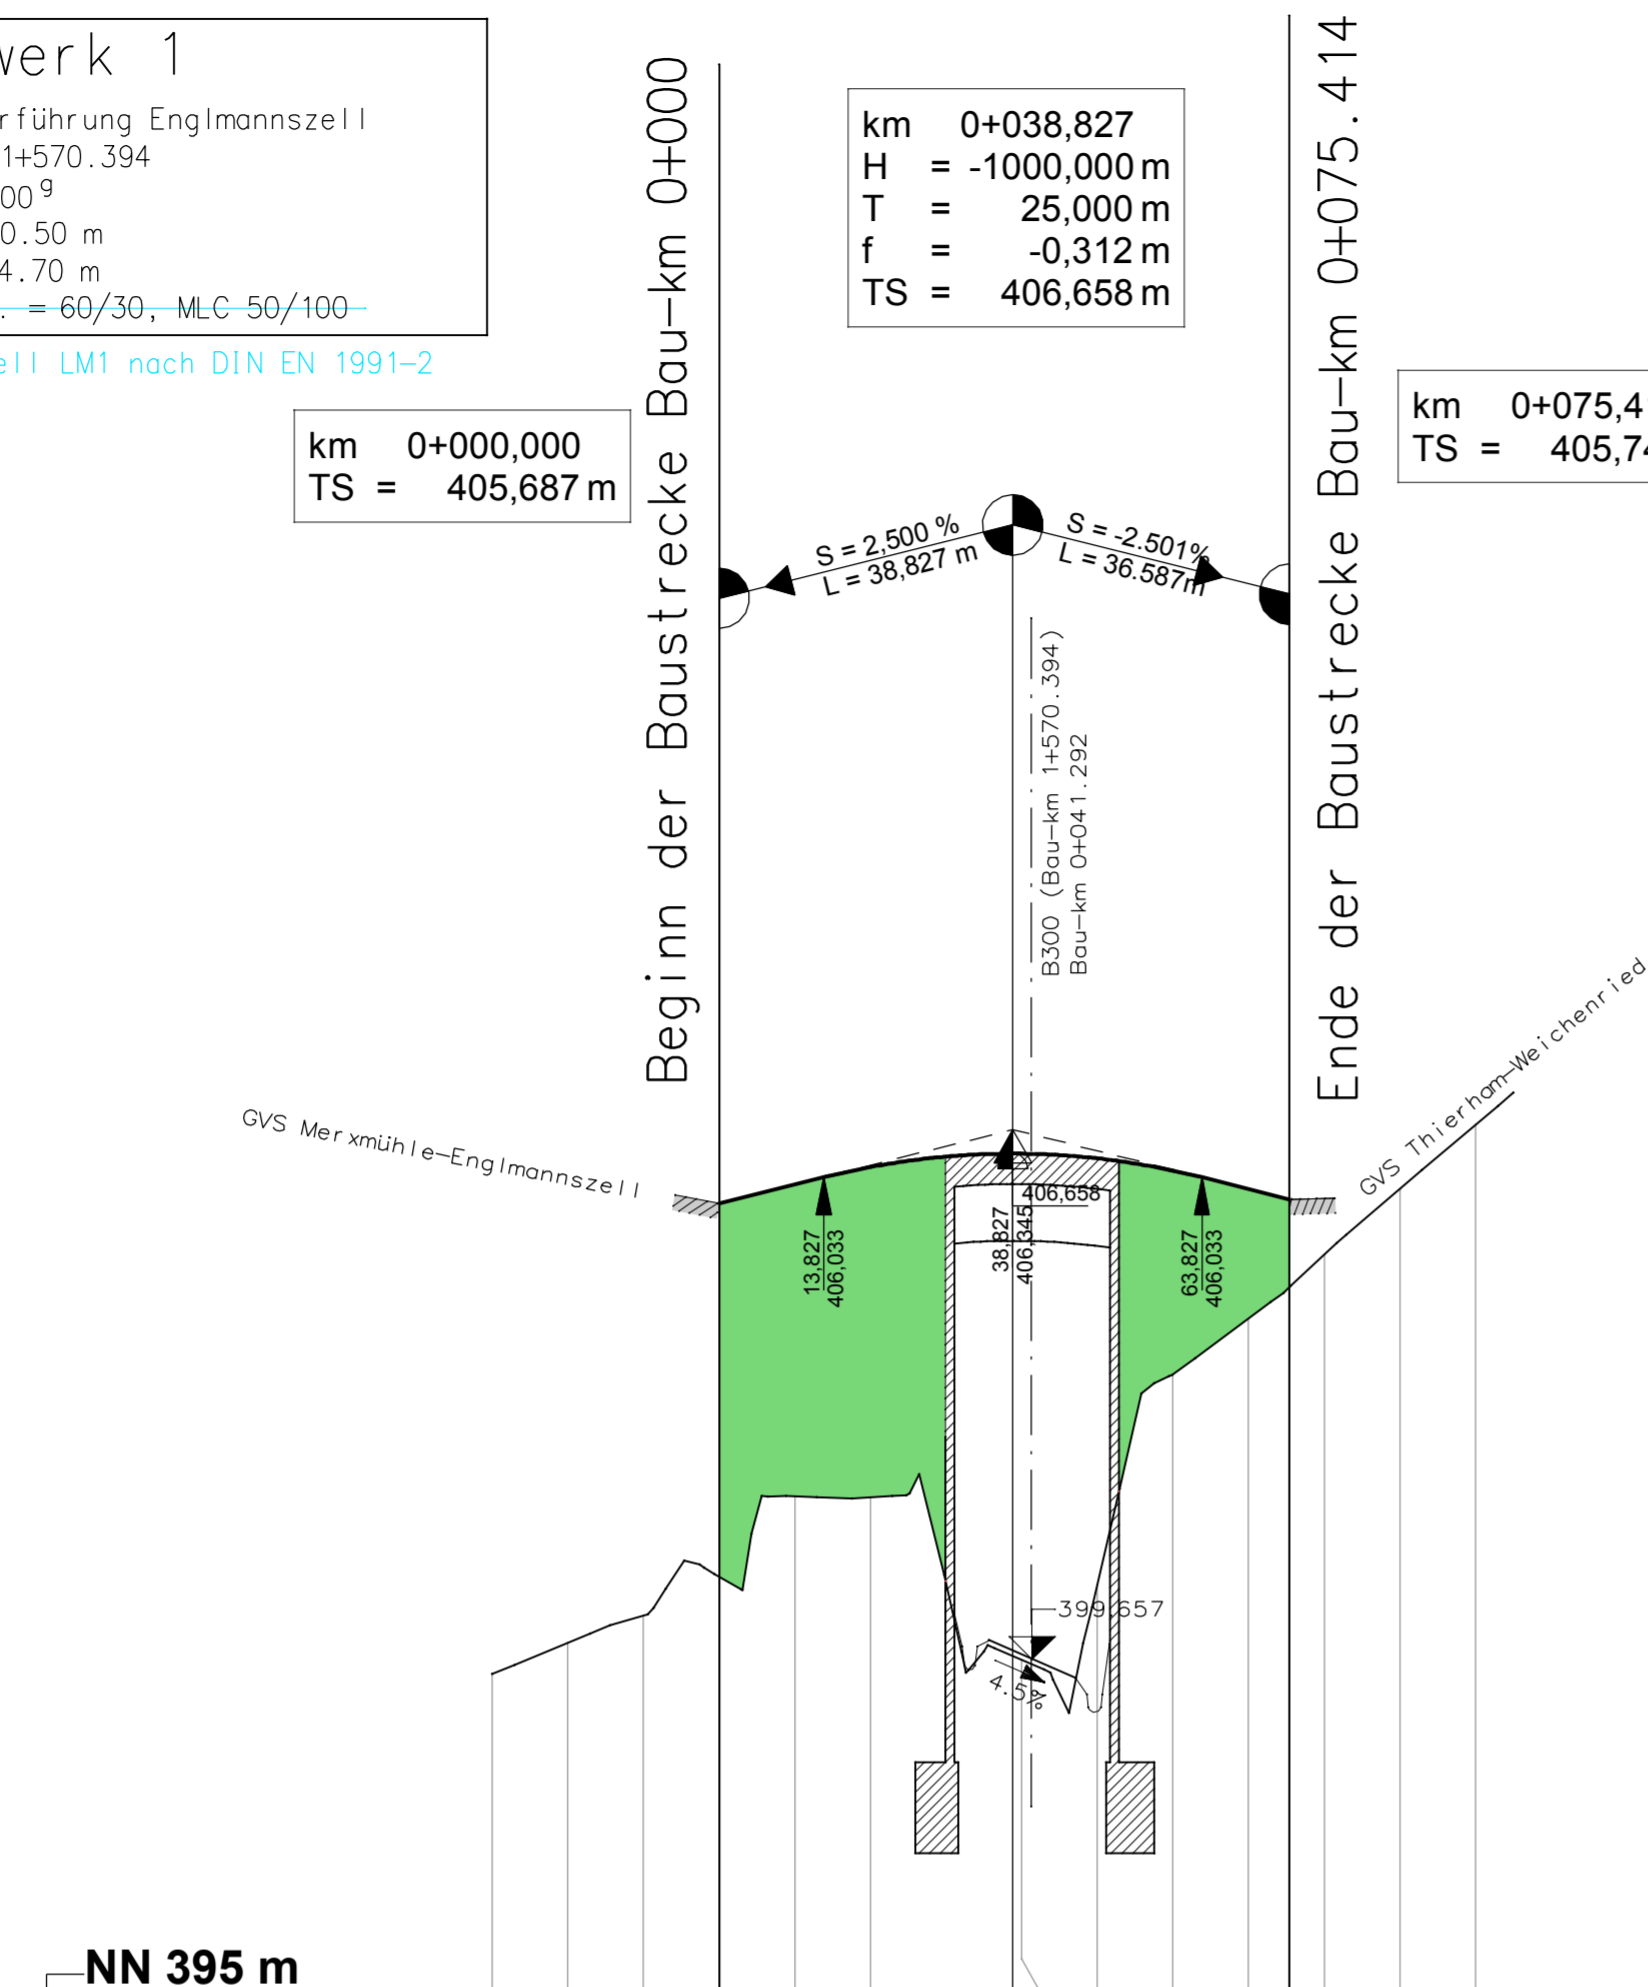 werk 1
rführung Englmannszell
1+570.394
00 g
0.50 m
4.70 m
. = 60/30, MLC 50/100
ell LM1 nach DIN EN 1991-2
km 0+000,000
TS = 405,687 m
Beginn der Baustrecke Bau-km 0+000
km 0+038,827
H = -1000,000 m
T = 25,000 m
f = -0,312 m
TS = 406,658 m
Ende der Baustrecke Bau-km 0+075.414
km 0+075,4
TS = 405,74
S = 2,500 %
L = 38,827 m
S = -2.501%
L = 36.587m
B300 (Bau-km 1+570.394)
Bau-km 0+041.292
GVS Merxmühle-Englmannszell
GVS Thierham-Weichenried
13,827
406,033
406,658
38,827
406,345
63,827
406,033
399,657
4.5%
NN 395 m